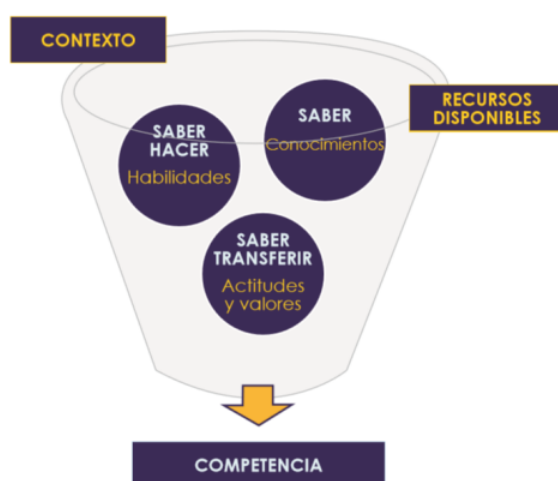 CONTEXTO
RECURSOS
DISPONIBLES
SABER
Conocimientos
SABER
HACER
Habilidades
SABER
TRANSFERIR
Actitudes
y valores
COMPETENCIA